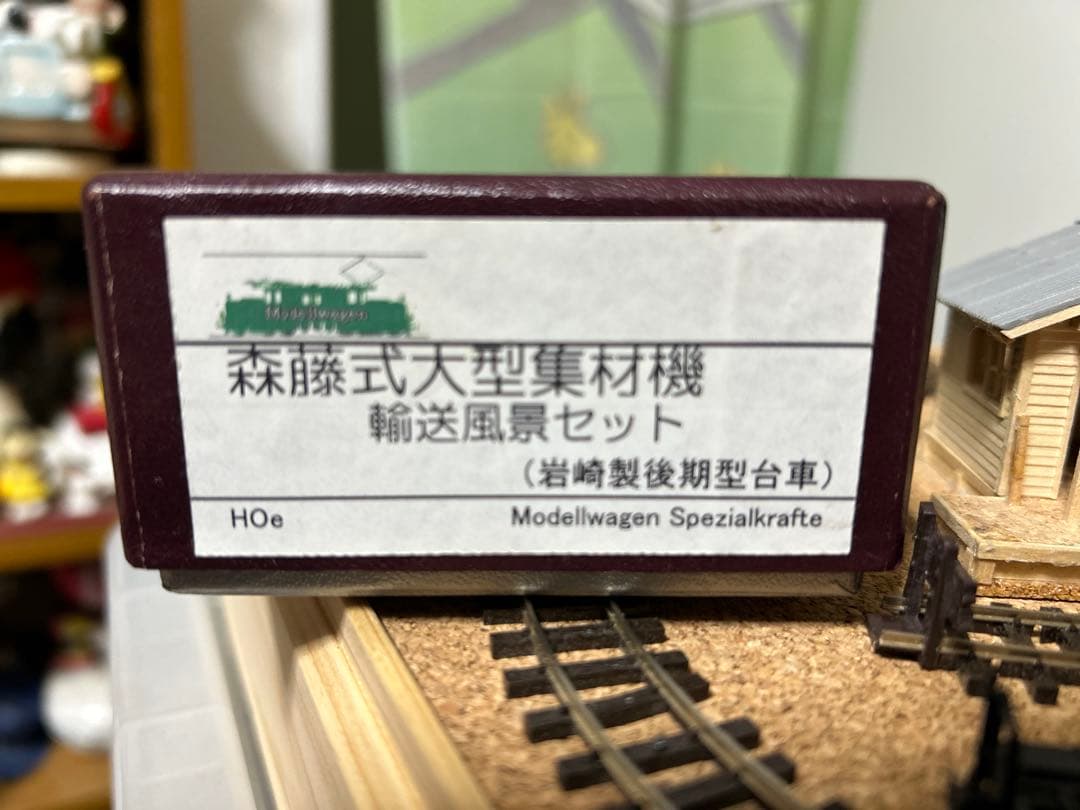 Modellwagen
森藤式大型集材機
輸送風景セット
（岩崎製後期型台車）
HOe
Modellwagen Spezialkrafte